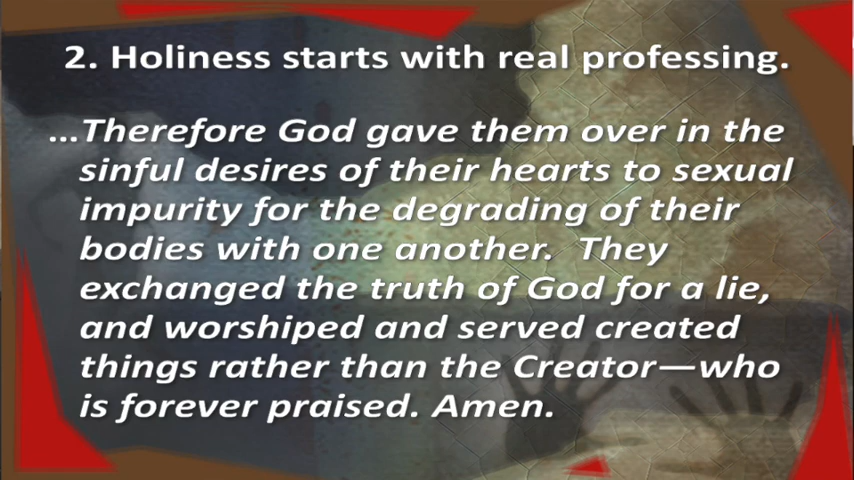 2. Holiness starts with real professing.
...Therefore God gave them over in the
sinful desires of their hearts to sexual
impurity for the degrading of their
bodies with one another.  They
exchanged the truth of God for a lie,
and worshiped and served created
things rather than the Creator—who
is forever praised. Amen.